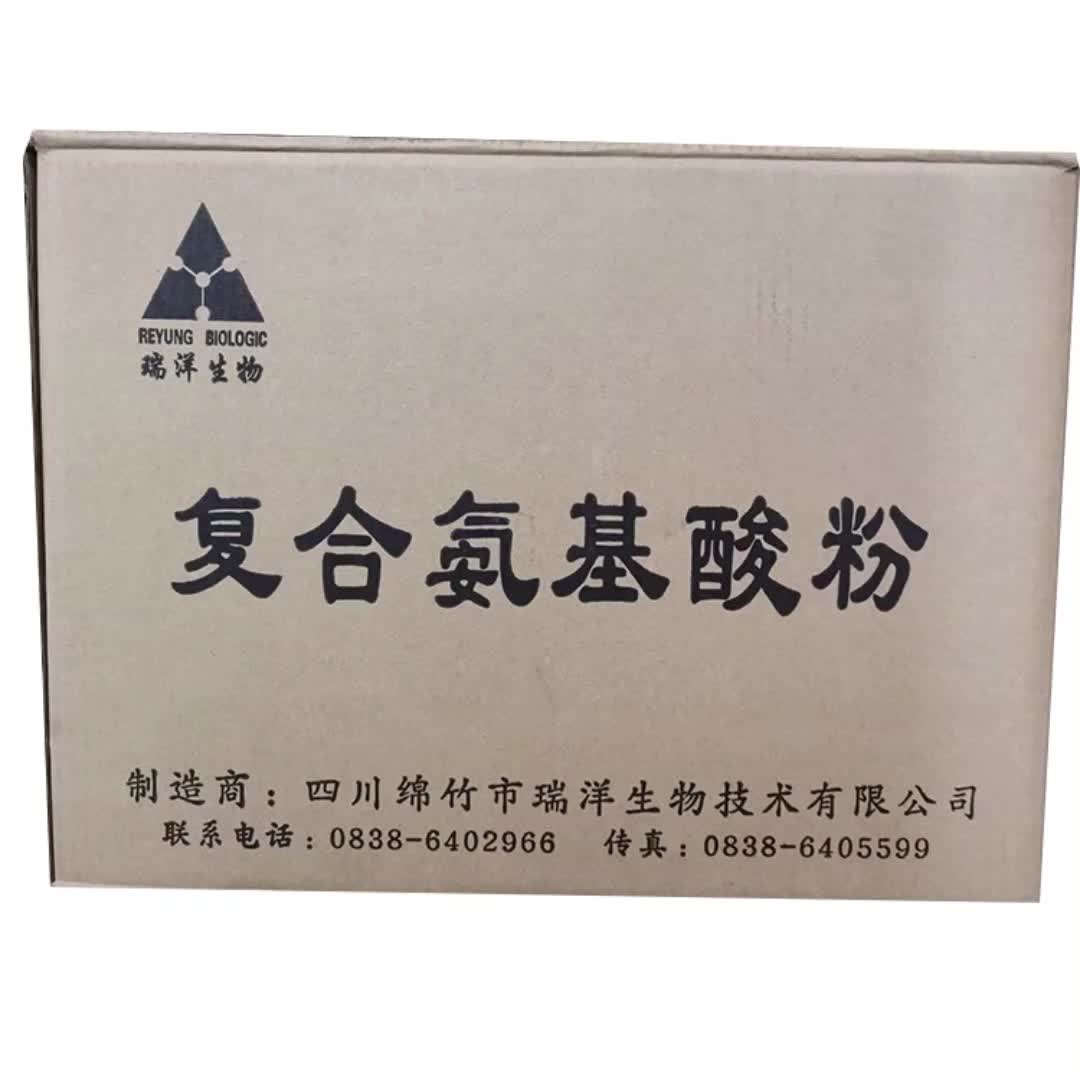 REYUNG BIOLOGIC
瑞洋生物
复合氨基酸粉
制造商：四川绵竹市瑞洋生物技术有限公司
联系电话：0838-6402966 传真：0838-6405599